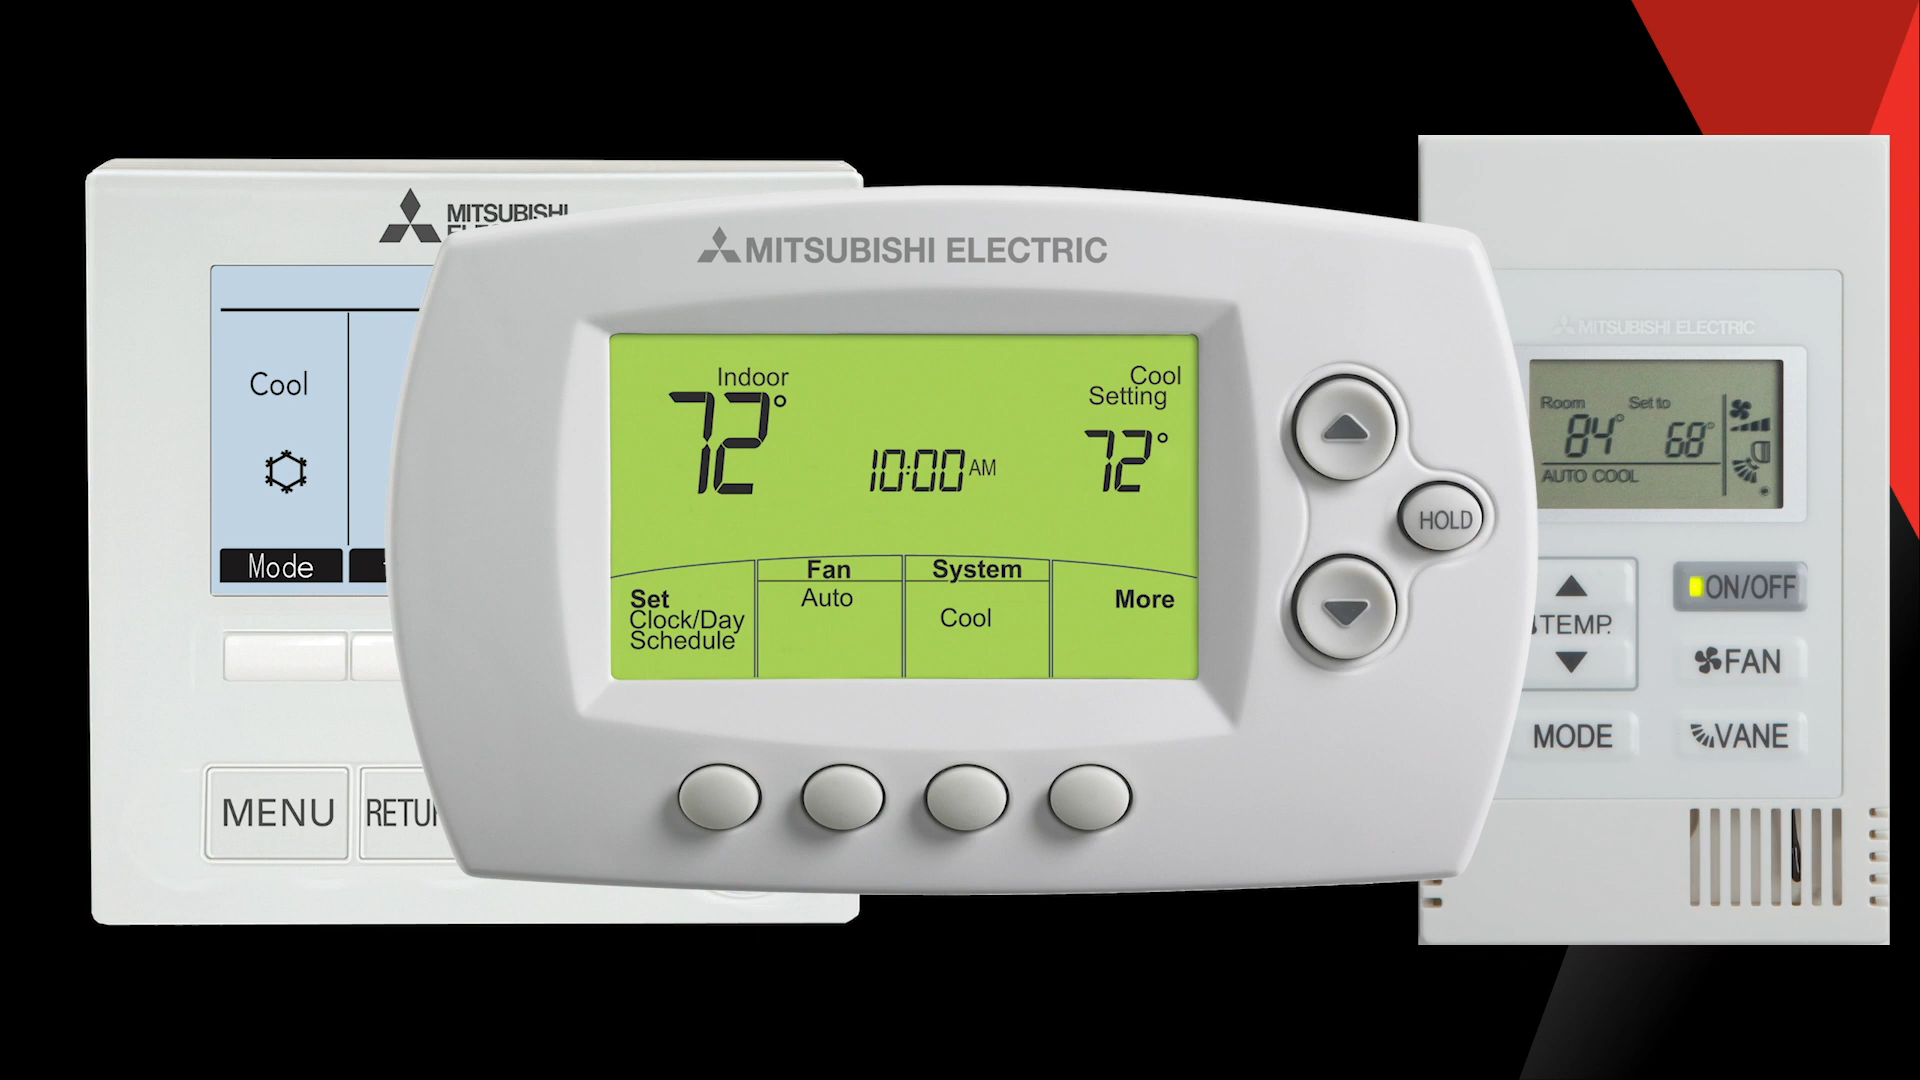 MITSUBISHI
Cool
Mode
MENU
MITSUBISHI ELECTRIC
Indoor
72°
10:00 AM
Cool
Setting
72°
Set
Clock/Day
Schedule
Fan
Auto
System
Cool
More
HOLD
MITSUBISHI ELECTRIC
Room
84°
Set to
68°
AUTO COOL
TEMP.
ON/OFF
FAN
MODE
VANE